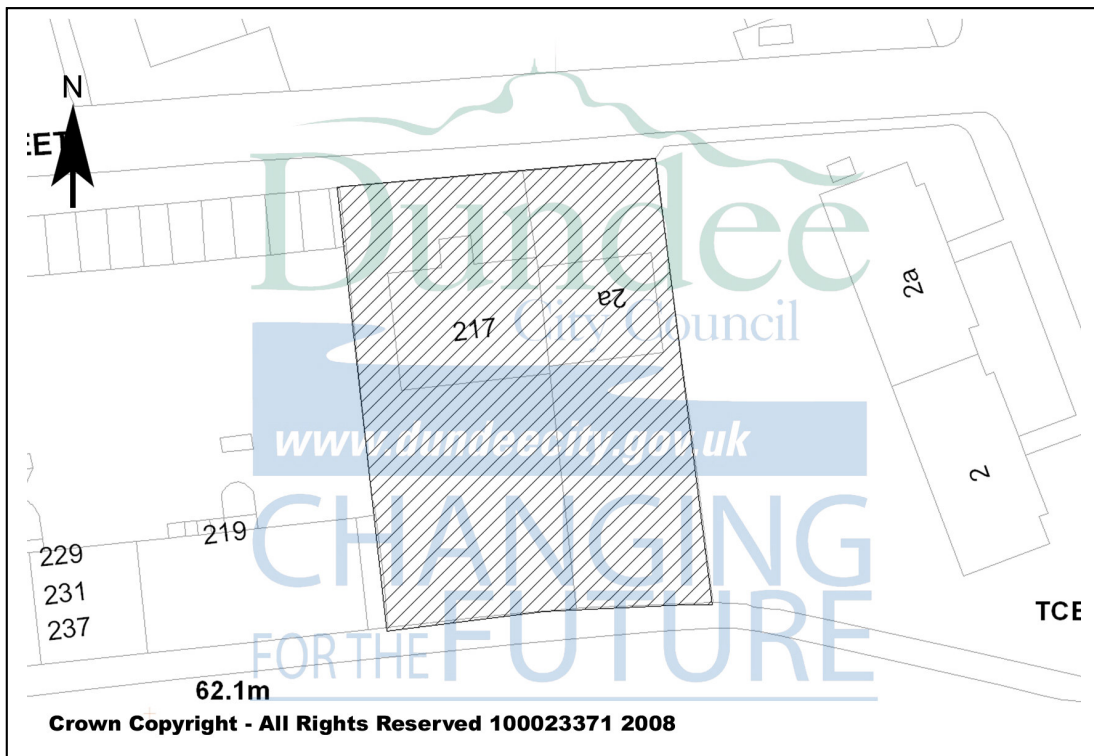 N
EET
Dundee
City Council
217
2a
2a
www.dundeecity.gov.uk
CHANGING
FOR THE FUTURE
219
229
231
237
2
TCB
62.1m
Crown Copyright - All Rights Reserved 100023371 2008